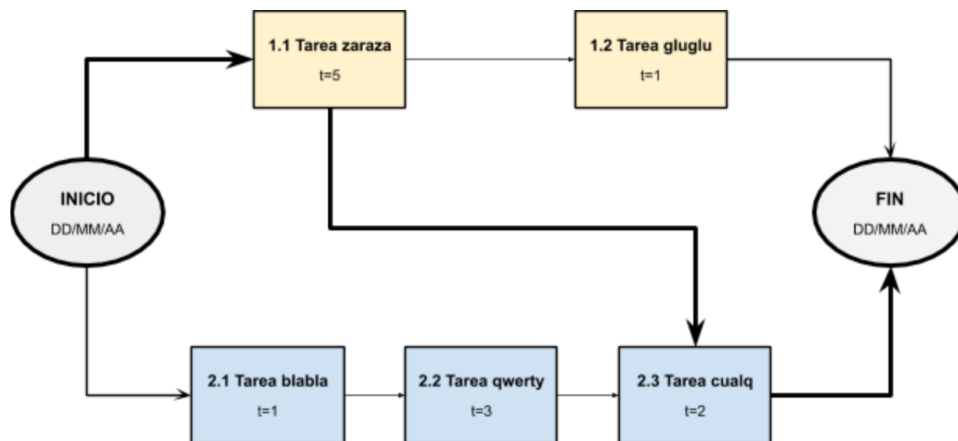 1.1 Tarea zaraza
t=5
1.2 Tarea gluglu
t=1
INICIO
DD/MM/AA
FIN
DD/MM/AA
2.1 Tarea blabla
t=1
2.2 Tarea qwerty
t=3
2.3 Tarea cualq
t=2